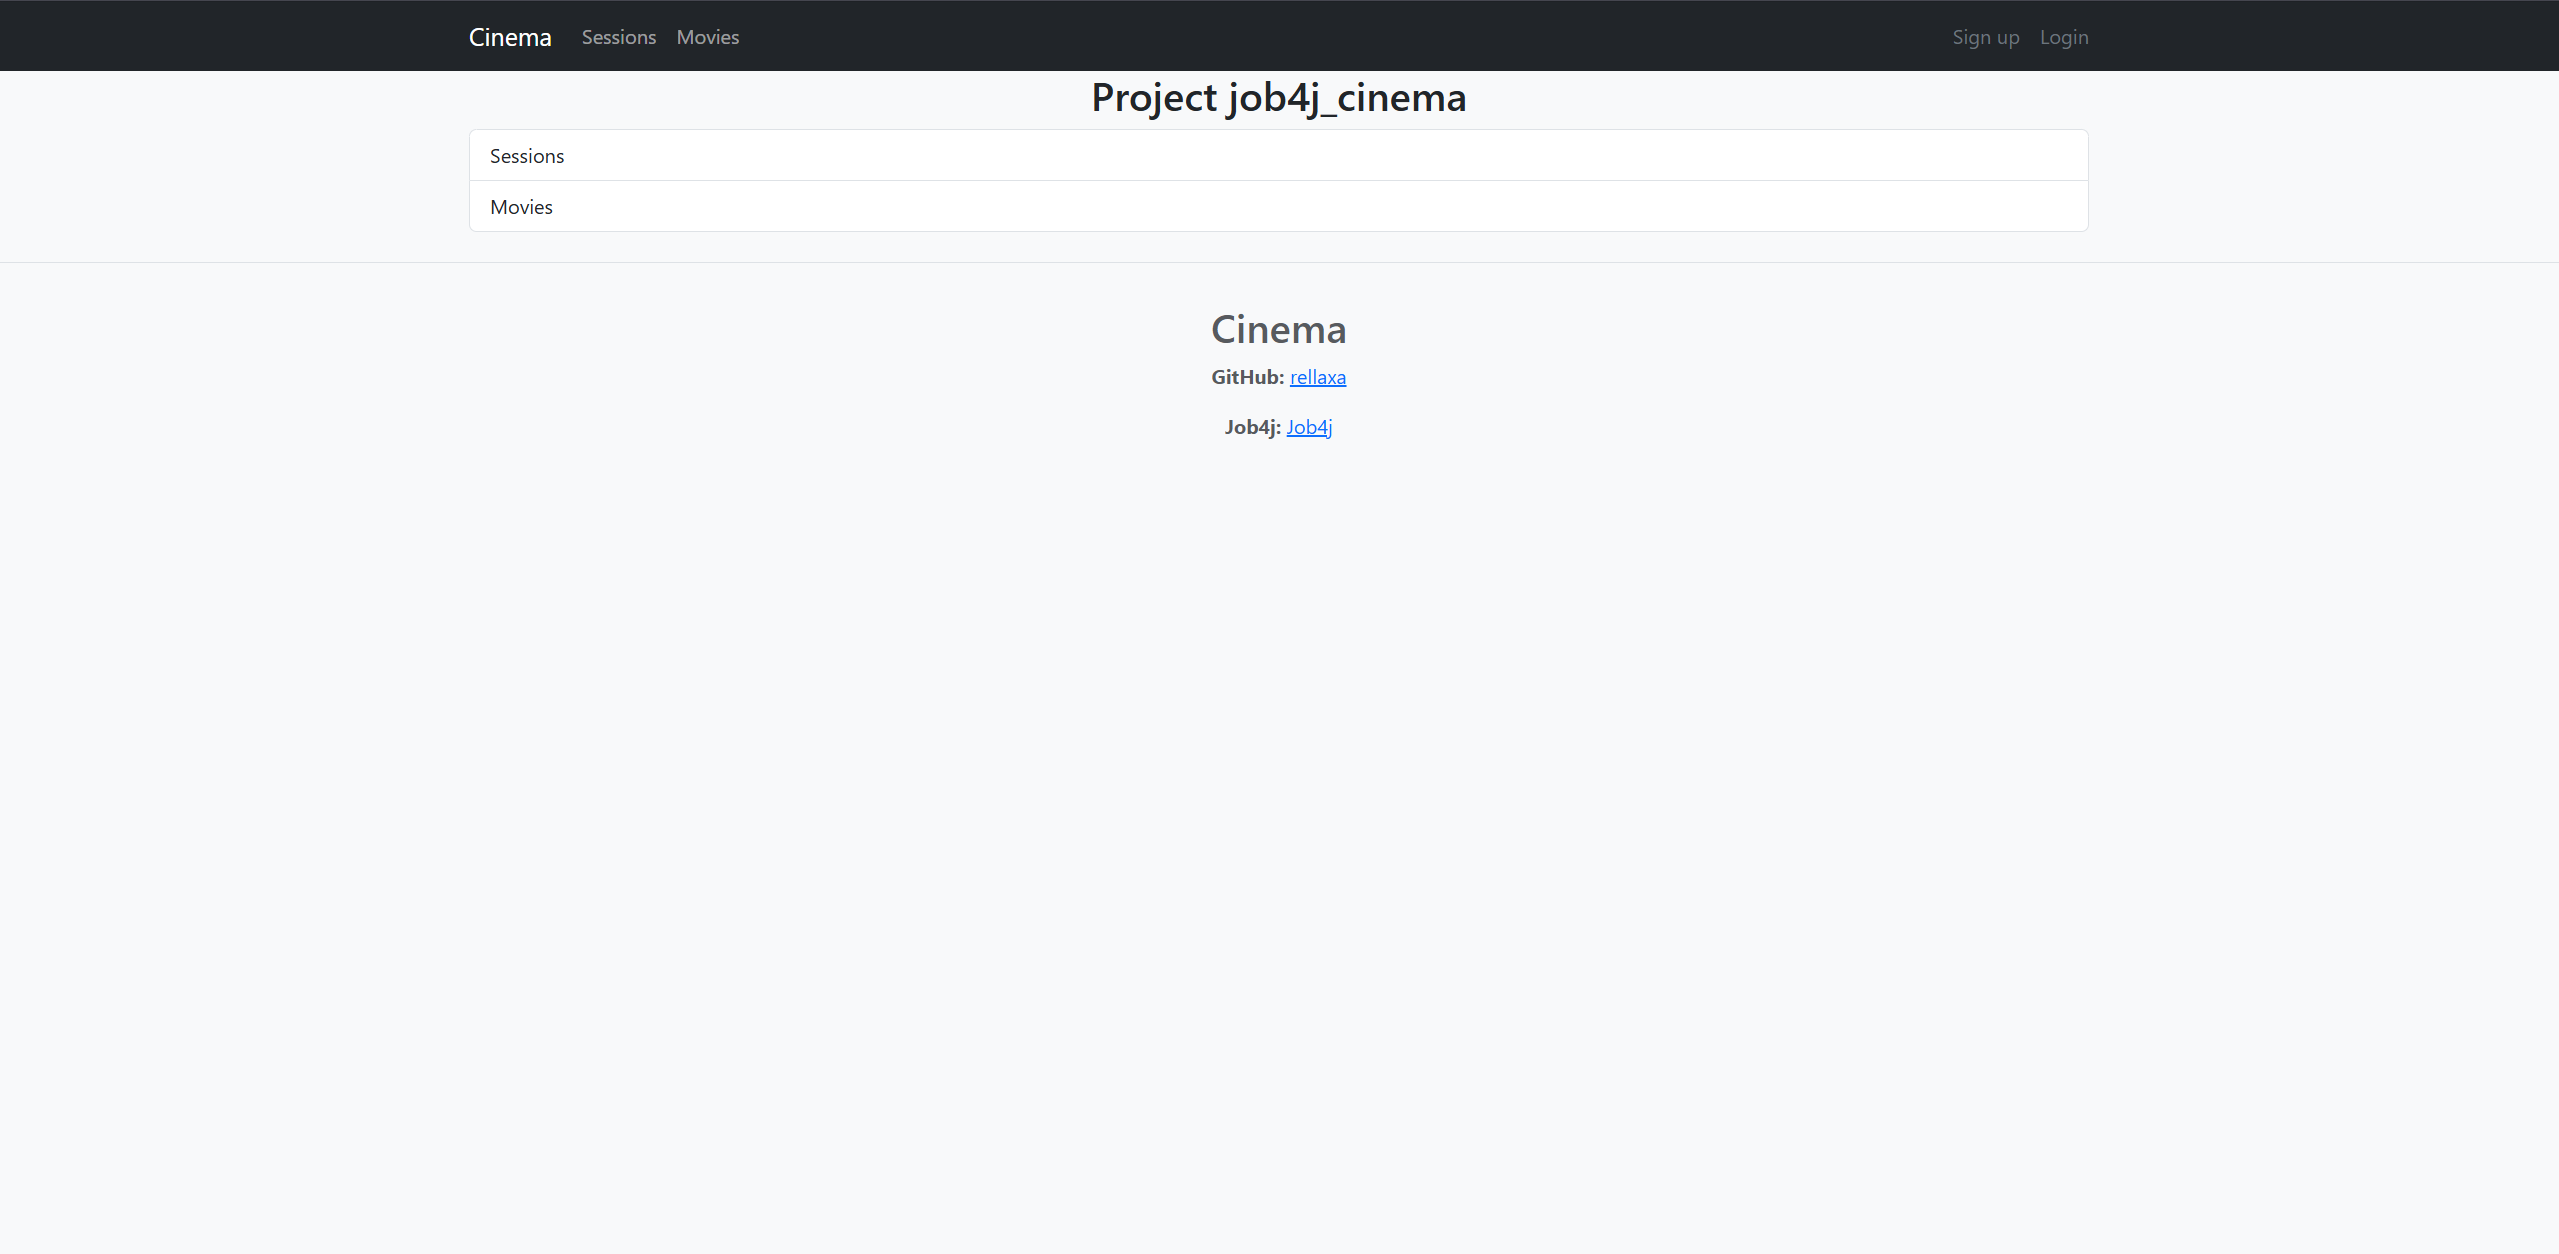 Cinema Sessions Movies Sign up Login
Project job4j_cinema
Sessions
Movies
Cinema
GitHub: rellaxa
Job4j: Job4j